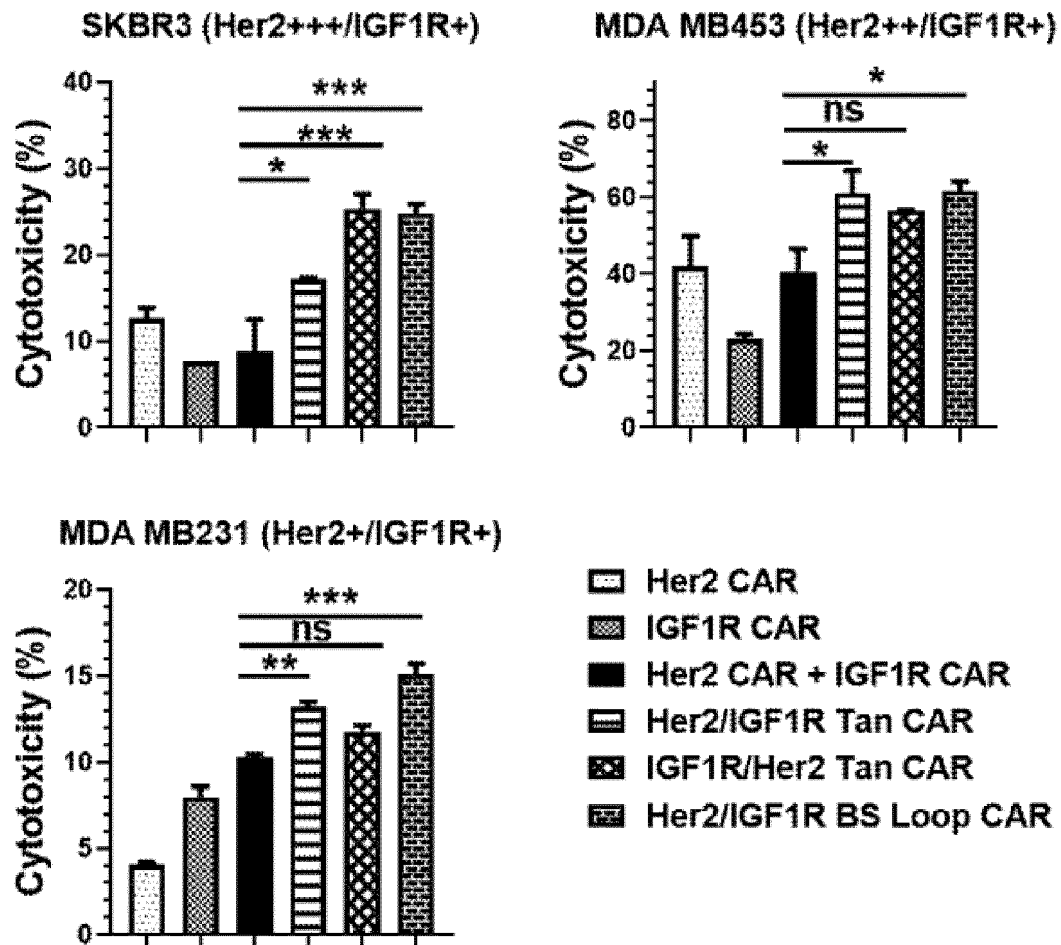 SKBR3 (Her2+++/IGF1R+)
Cytotoxicity (%)
40
30
20
10
0
***
***
*
MDA MB453 (Her2++/IGF1R+)
Cytotoxicity (%)
80
60
40
20
0
*
ns
*
MDA MB231 (Her2+/IGF1R+)
Cytotoxicity (%)
20
15
10
5
0
***
ns
**
Her2 CAR
IGF1R CAR
Her2 CAR + IGF1R CAR
Her2/IGF1R Tan CAR
IGF1R/Her2 Tan CAR
Her2/IGF1R BS Loop CAR